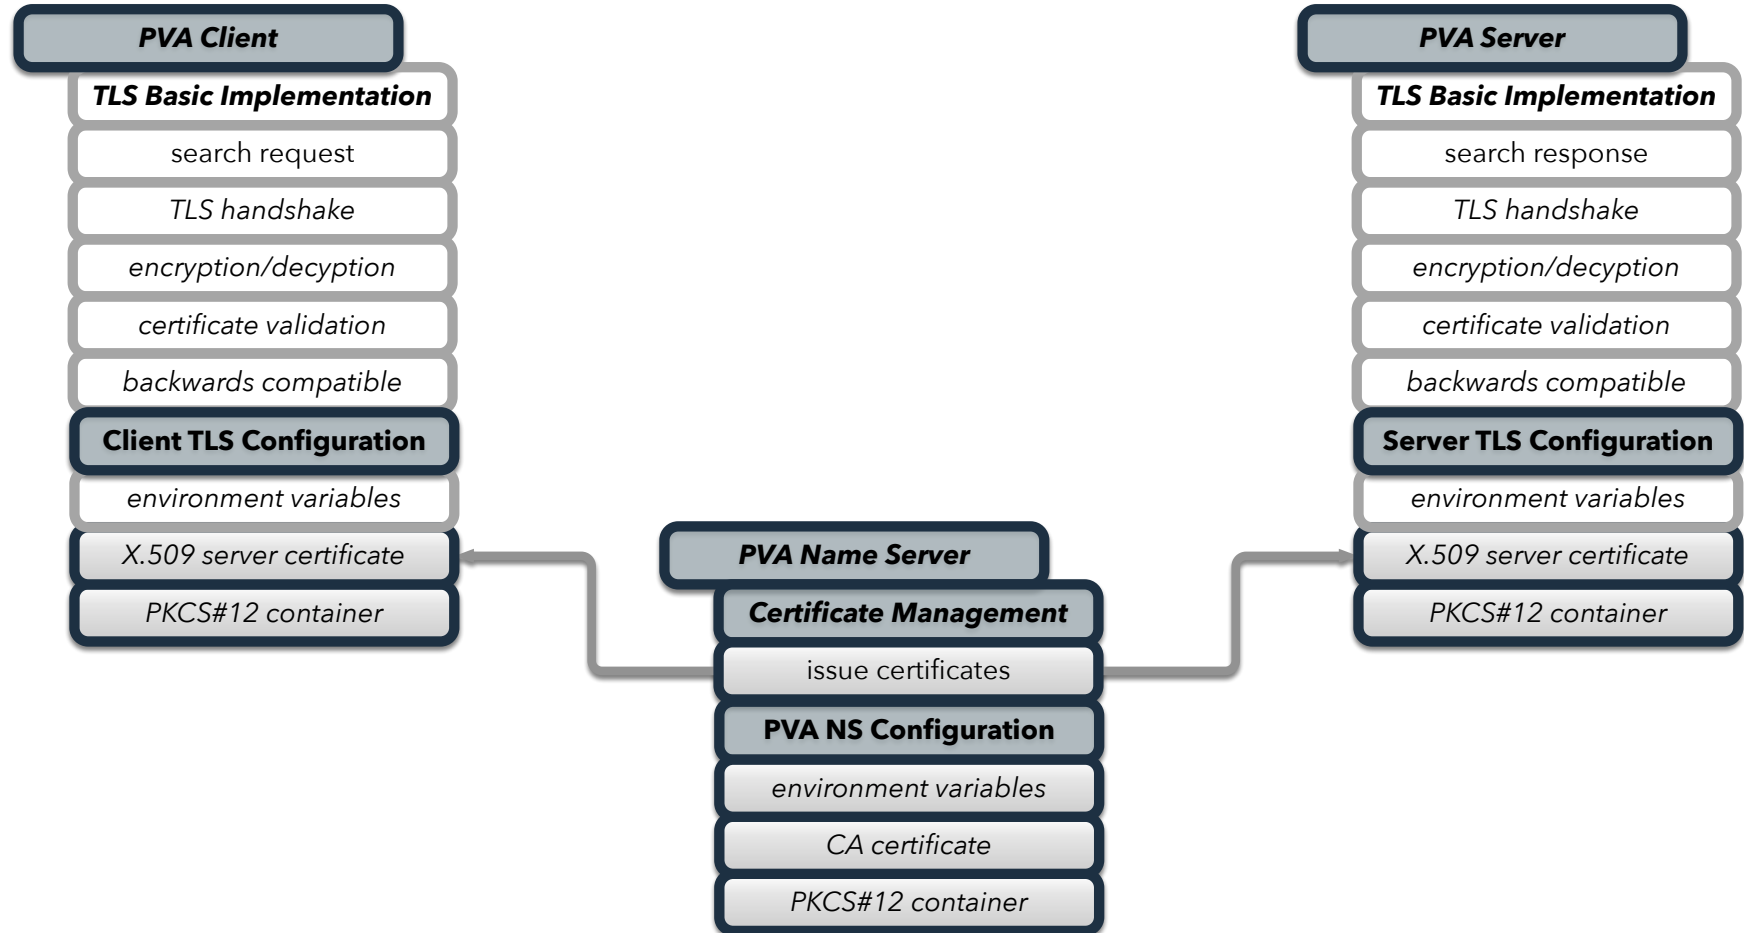 PVA Client
TLS Basic Implementation
search request
TLS handshake
encryption/decyption
certificate validation
backwards compatible
Client TLS Configuration
environment variables
X.509 server certificate
PKCS#12 container
PVA Name Server
Certificate Management
issue certificates
PVA NS Configuration
environment variables
CA certificate
PKCS#12 container
PVA Server
TLS Basic Implementation
search response
TLS handshake
encryption/decyption
certificate validation
backwards compatible
Server TLS Configuration
environment variables
X.509 server certificate
PKCS#12 container